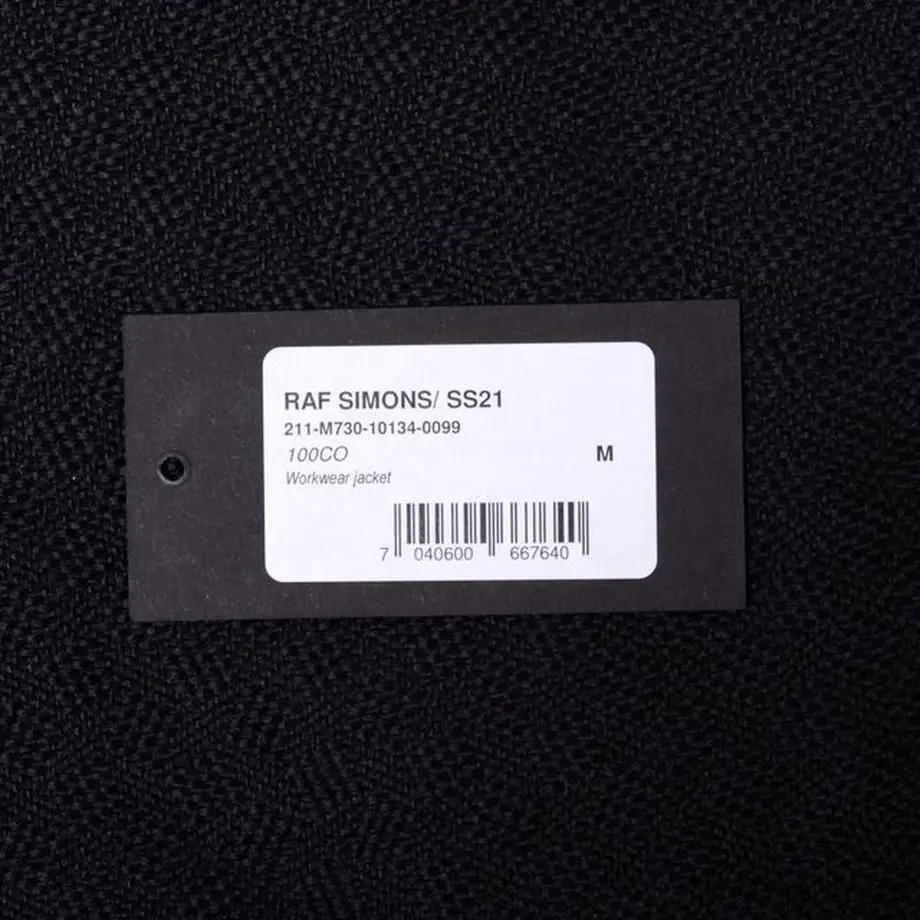 RAF SIMONS/ SS21
211-M730-10134-0099
100CO
M
Workwear jacket
7 040600 667640